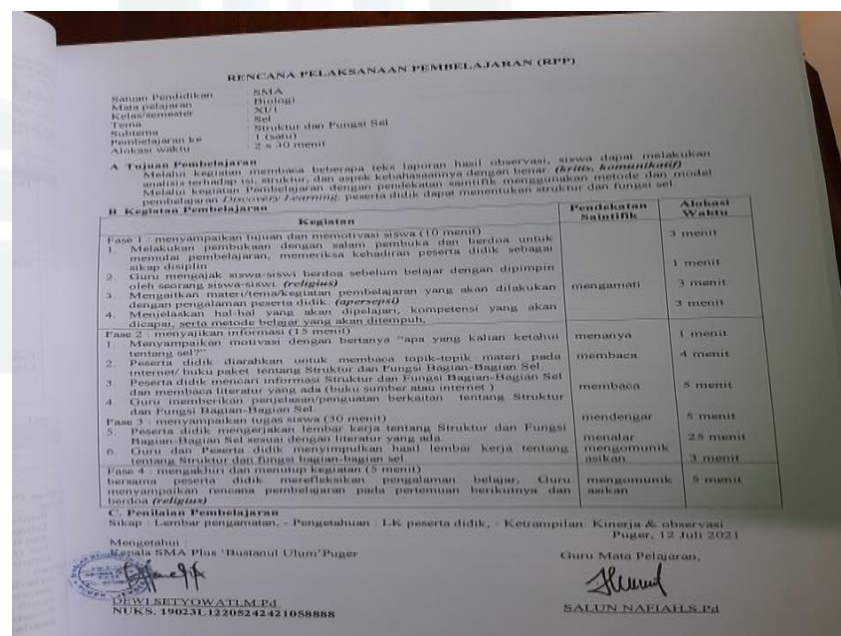 RENCANA PELAKSANAAN PEMBELAJARAN (RPP)
Satuan Pendidikan : SMA
Mata pelajaran : Biologi
Kelas/semester : XI/1
Tema : Sel
Subtema : Struktur dan Fungsi Sel
Pembelajaran ke : 1 (satu)
Alokasi waktu : 2 x 30 menit
A Tujuan Pembelajaran
Melalui kegiatan membaca beberapa teks laporan hasil observasi, siswa dapat melakukan
analisis terhadap isi, struktur, dan aspek kebahasaannya dengan benar. (kritis, komunikatif)
Melalui kegiatan Pembelajaran dengan pendekatan saintifik menggunakan metode dan model
pembelajaran Discovery Learning, peserta didik dapat menentukan struktur dan fungsi sel
B Kegiatan Pembelajaran
Kegiatan Pendekatan Saintifik Alokasi Waktu
Fase 1 : menyampaikan tujuan dan memotivasi siswa (10 menit)
1. Melakukan pembukaan dengan salam pembuka dan berdoa untuk 3 menit
memulai pembelajaran, memeriksa kehadiran peserta didik sebagai
sikap disiplin
2. Guru mengajak siswa-siswi berdoa sebelum belajar dengan dipimpin 1 menit
oleh seorang siswa-siswi. (religius)
3. Mengaitkan materi/tema/kegiatan pembelajaran yang akan dilakukan mengamati 3 menit
dengan pengalaman peserta didik. (apersepsi)
4. Menjelaskan hal-hal yang akan dipelajari, kompetensi yang akan 3 menit
dicapai, serta metode belajar yang akan ditempuh,
Fase 2 : menyajikan informasi (15 menit)
1. Menyampaikan motivasi dengan bertanya "apa yang kalian ketahui menanya 1 menit
tentang sel?"
2. Peserta didik diarahkan untuk membaca topik-topik materi pada membaca 4 menit
internet/ buku paket tentang Struktur dan Fungsi Bagian-Bagian Sel.
3. Peserta didik mencari informasi Struktur dan Fungsi Bagian-Bagian Sel membaca 5 menit
dan membaca literatur yang ada (buku sumber atau internet )
4. Guru memberikan penjelasan/penguatan berkaitan tentang Struktur mendengar 5 menit
dan Fungsi Bagian-Bagian Sel
Fase 3 : menyampaikan tugas siswa (30 menit)
5. Peserta didik mengerjakan lembar kerja tentang Struktur dan Fungsi menalar 25 menit
Bagian-Bagian Sel sesuai dengan literatur yang ada.
6. Guru dan Peserta didik menyimpulkan hasil lembar kerja tentang mengomunik asikan 3 menit
tentang Struktur dan fungsi bagian-bagian sel
Fase 4 : mengakhiri dan menutup kegiatan (5 menit)
bersama peserta didik merefleksikan pengalaman belajar, Guru mengomunik asikan 5 menit
menyampaikan rencana pembelajaran pada pertemuan berikutnya dan
berdoa (religius)
C. Penilaian Pembelajaran
Sikap : Lembar pengamatan, - Pengetahuan : LK peserta didik, - Ketrampilan: Kinerja & observasi
Puger, 12 Juli 2021
Mengetahui :
Kepala SMA Plus 'Bustanul Ulum'Puger
Guru Mata Pelajaran,
DEWI SETYOWATI.M.Pd
NUKS. 19023L1220524242105​8888
SALUN NAFIAH.S.Pd